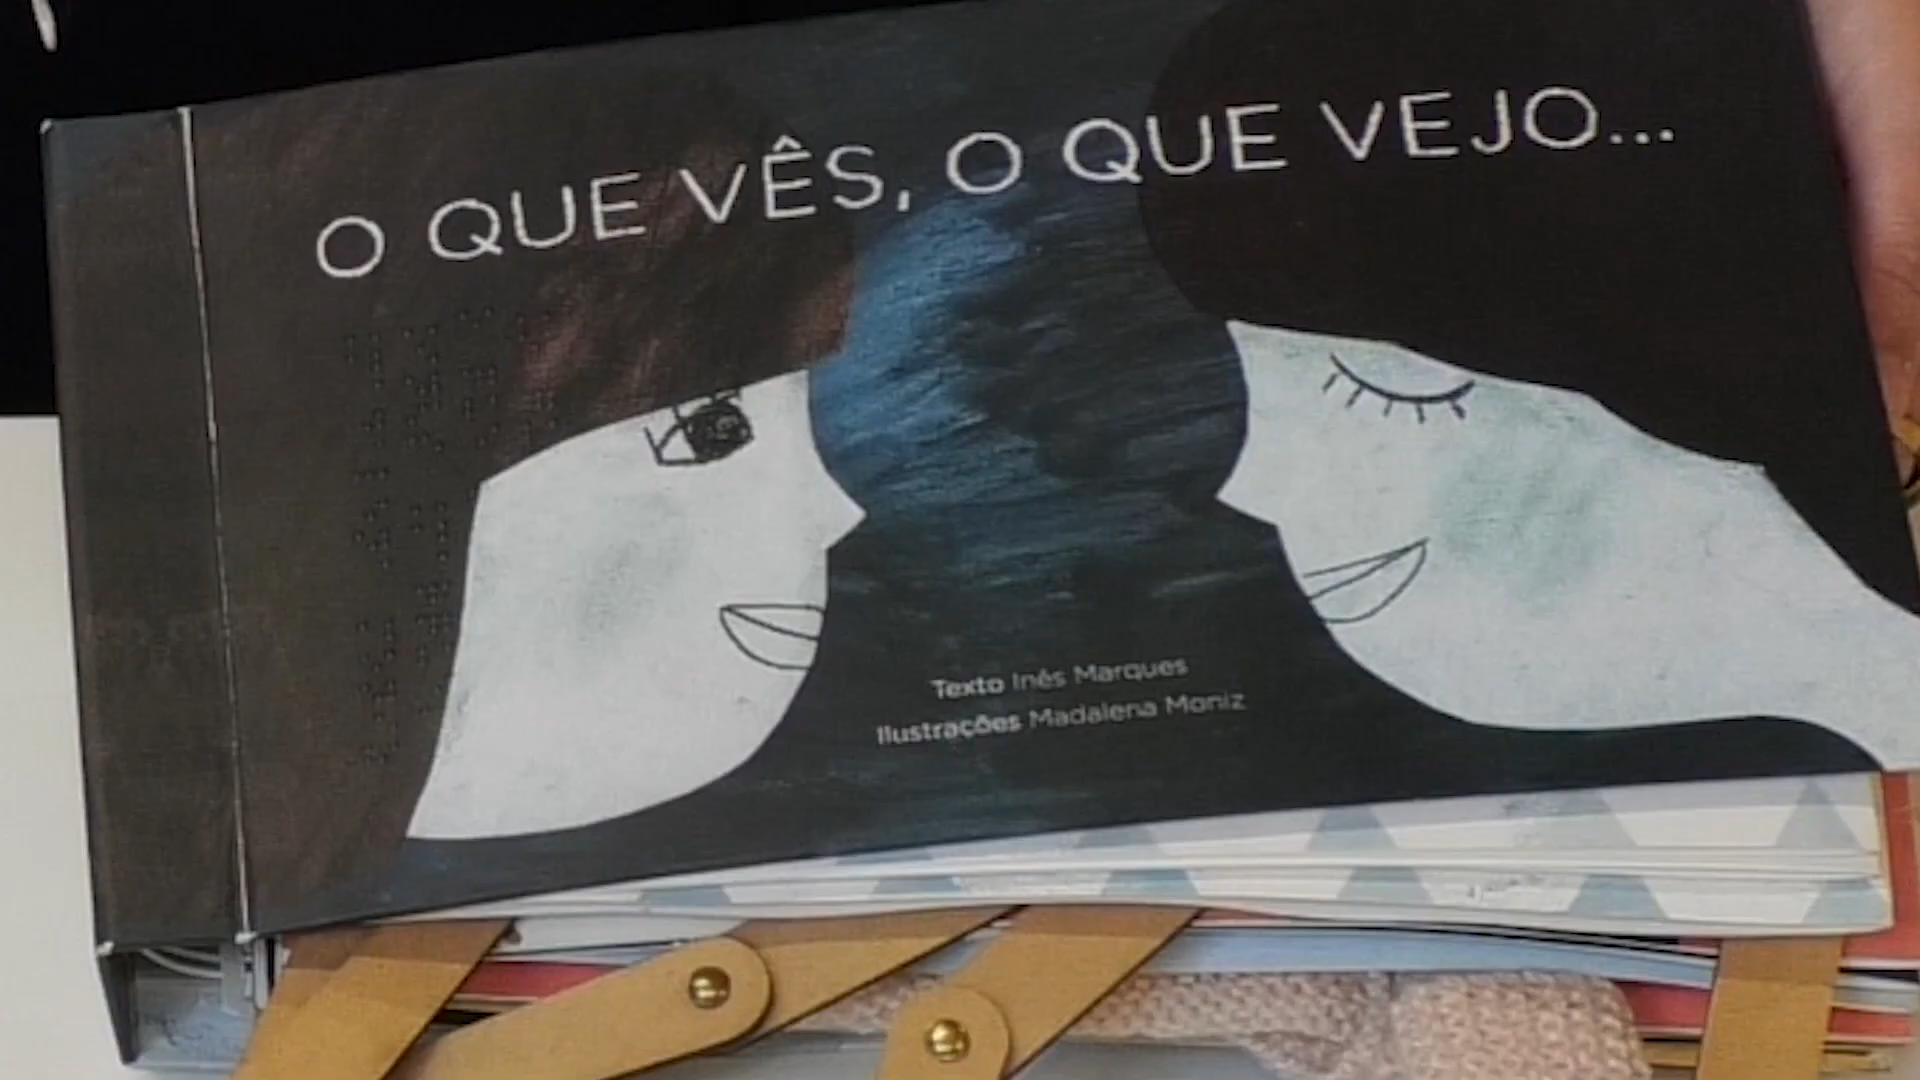 O QUE VÊS, O QUE VEJO...
Texto Inês Marques
Ilustrações Madalena Moniz